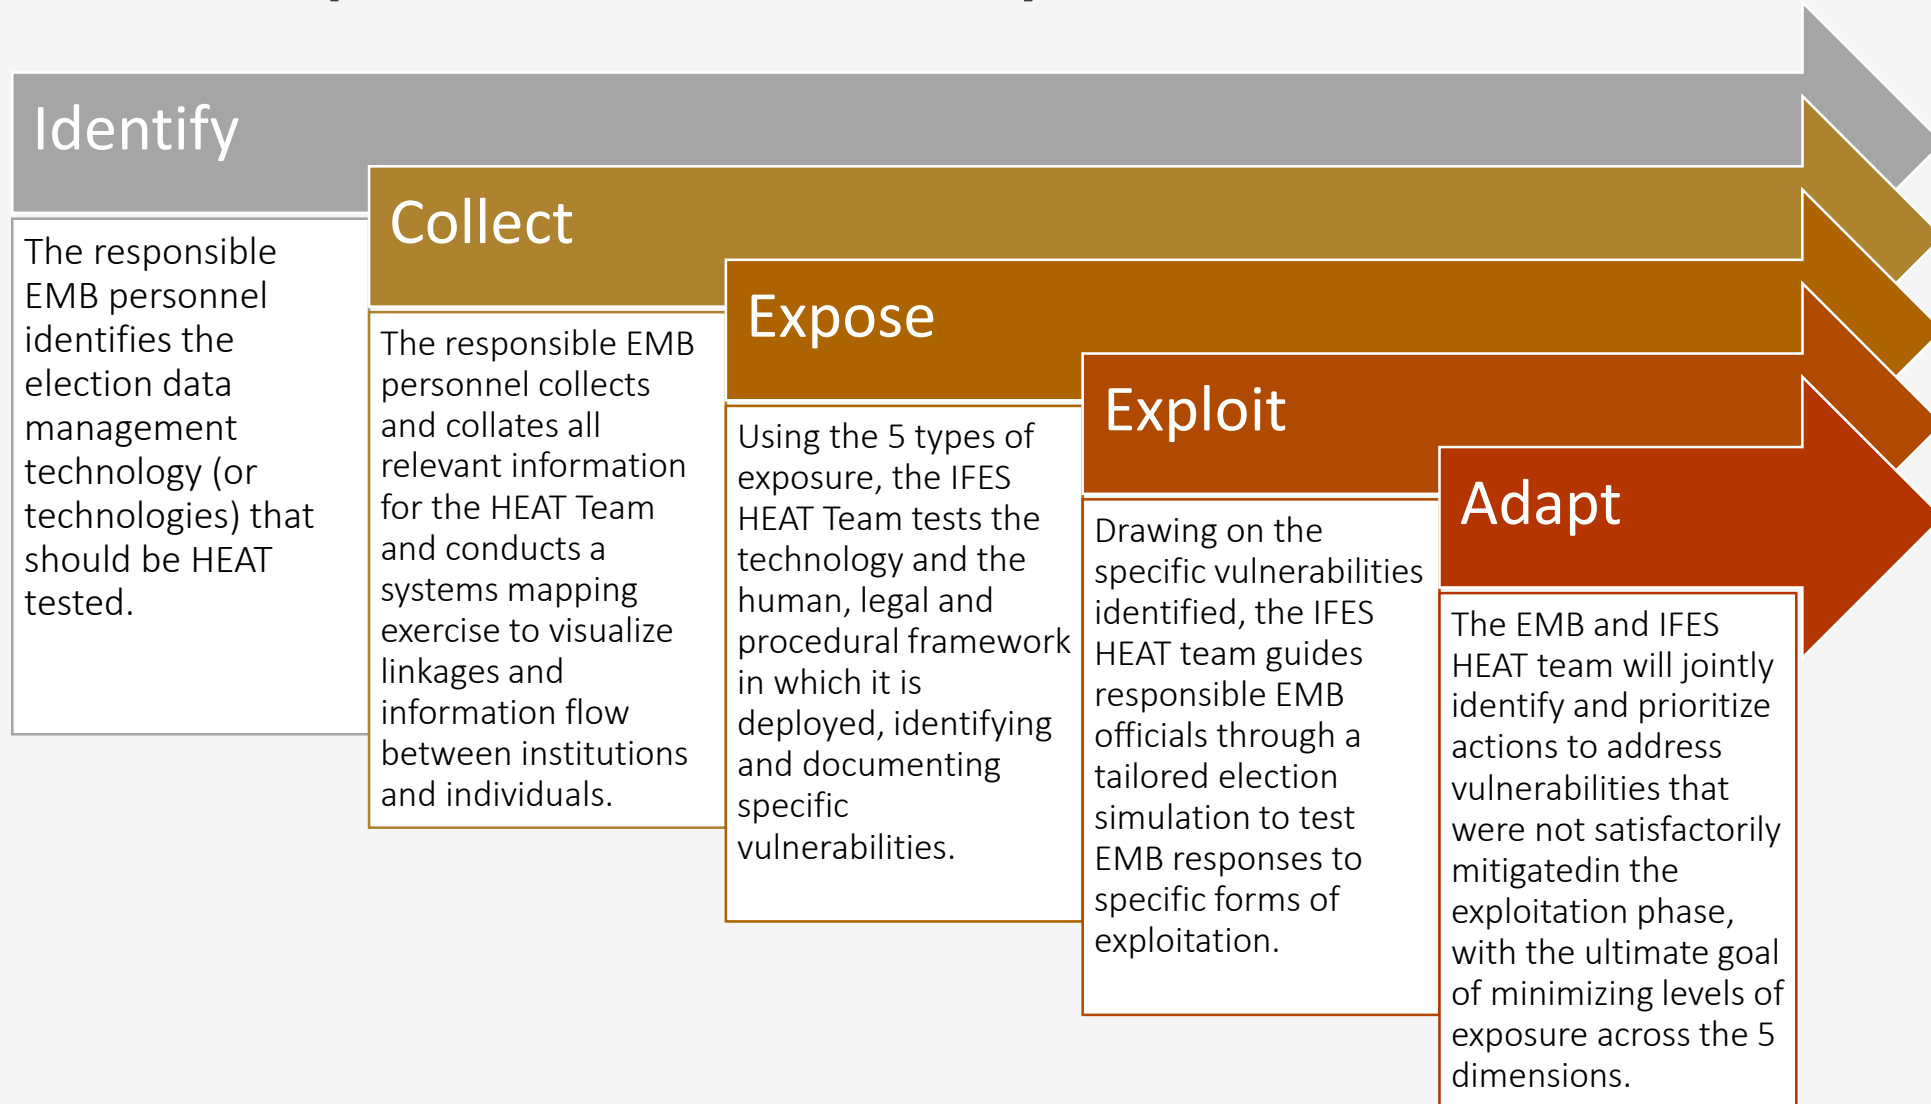 Identify
The responsible
EMB personnel
identifies the
election data
management
technology (or
technologies) that
should be HEAT
tested.
Collect
The responsible EMB
personnel collects
and collates all
relevant information
for the HEAT Team
and conducts a
systems mapping
exercise to visualize
linkages and
information flow
between institutions
and individuals.
Expose
Using the 5 types of
exposure, the IFES
HEAT Team tests the
technology and the
human, legal and
procedural framework
in which it is
deployed, identifying
and documenting
specific
vulnerabilities.
Exploit
Drawing on the
specific vulnerabilities
identified, the IFES
HEAT team guides
responsible EMB
officials through a
tailored election
simulation to test
EMB responses to
specific forms of
exploitation.
Adapt
The EMB and IFES
HEAT team will jointly
identify and prioritize
actions to address
vulnerabilities that
were not satisfactorily
mitigatedin the
exploitation phase,
with the ultimate goal
of minimizing levels of
exposure across the 5
dimensions.